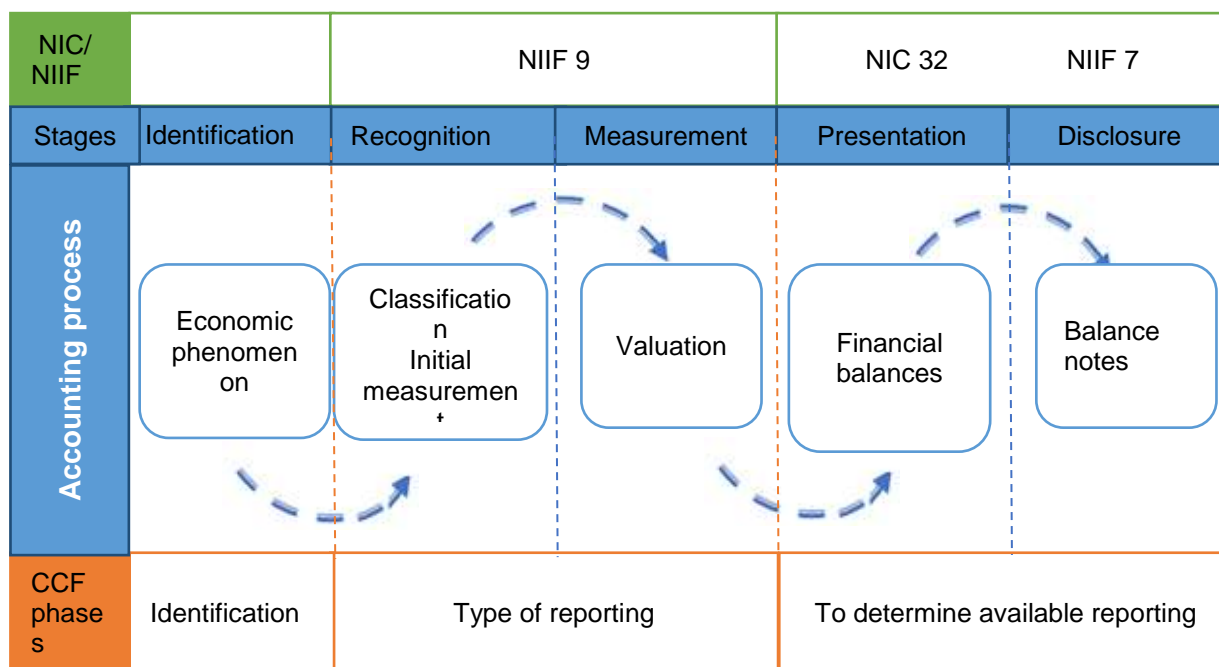 NIC/
NIIF
NIIF 9
NIC 32
NIIF 7
Stages
Identification
Recognition
Measurement
Presentation
Disclosure
Accounting process
Economic
phenomen
on
Classificatio
n
Initial
measuremen
t
Valuation
Financial
balances
Balance
notes
CCF
phase
s
Identification
Type of reporting
To determine available reporting